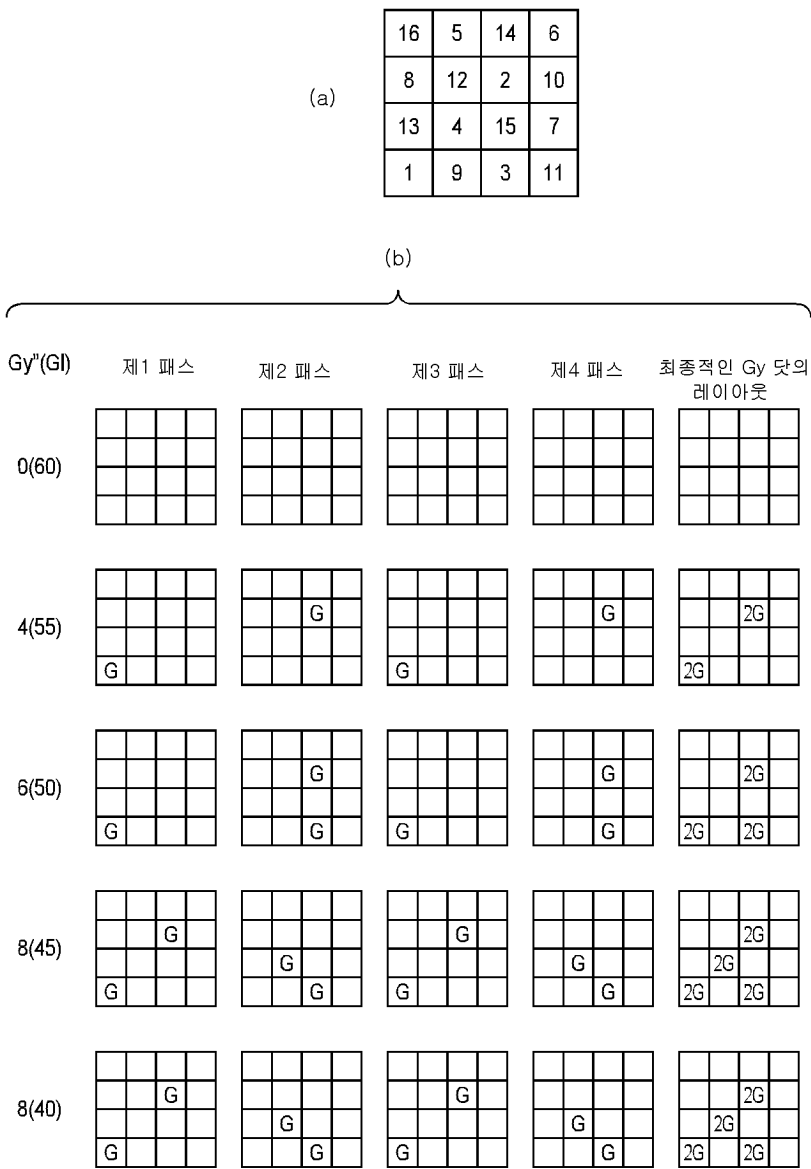 (a)
16 5 14 6
8 12 2 10
13 4 15 7
1 9 3 11
(b)
Gy"(GI) 제1 패스 제2 패스 제3 패스 제4 패스 최종적인 Gy 닷의
레이아웃
0(60)
4(55)
G G 2G
G G 2G
6(50)
G G 2G
G G G G 2G 2G
8(45)
G G 2G
G G 2G
G G G G 2G 2G
8(40)
G G 2G
G G 2G
G G G G 2G 2G